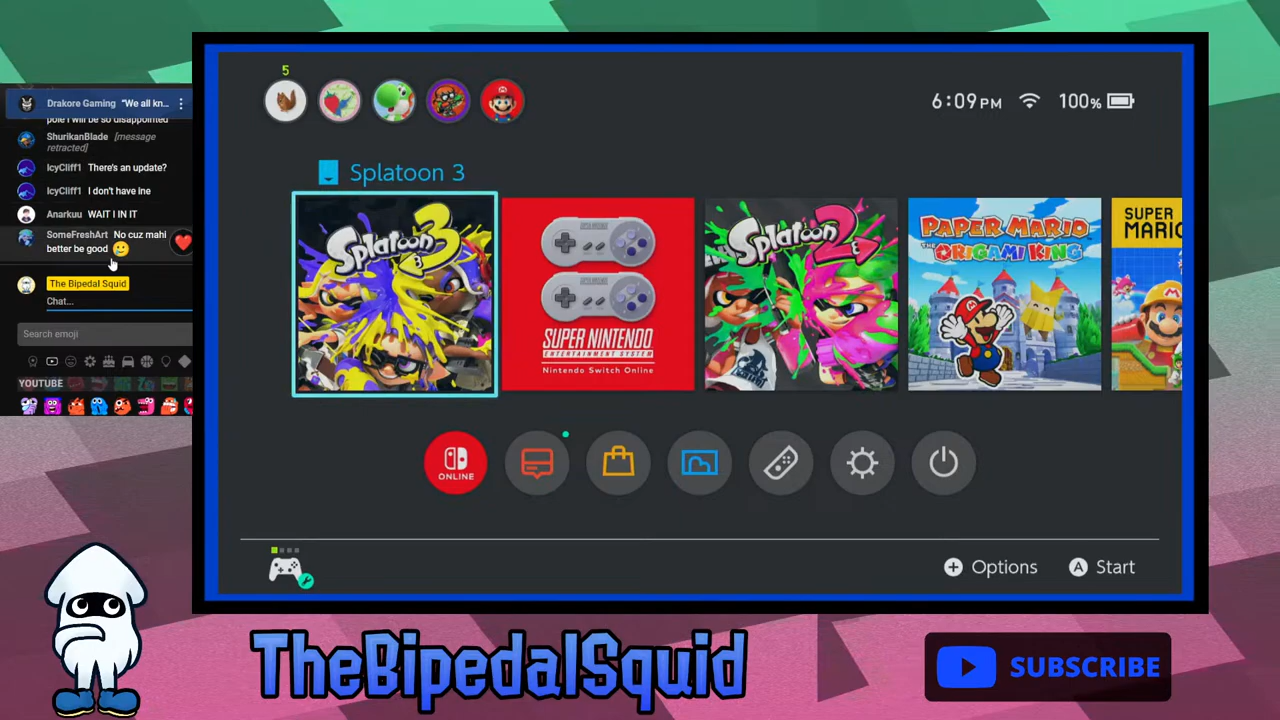 5
6:09 PM 100%
Splatoon 3
Splatoon 3
SUPER NINTENDO
ENTERTAINMENT SYSTEM
Nintendo Switch Online
Splatoon 2
PAPER MARIO
THE ORIGAMI KING
SUPER
MARIO
ONLINE
Options
Start
Drakore Gaming "We all kn...
pole I will be so disappointed
ShurikanBlade [message
retracted]
IcyCliff1 There's an update?
IcyCliff1 I don't have ine
Anarkuu WAIT I IN IT
SomeFreshArt No cuz mahi
better be good
The Bipedal Squid
Chat...
Search emoji
YOUTUBE
TheBipedalSquid
SUBSCRIBE